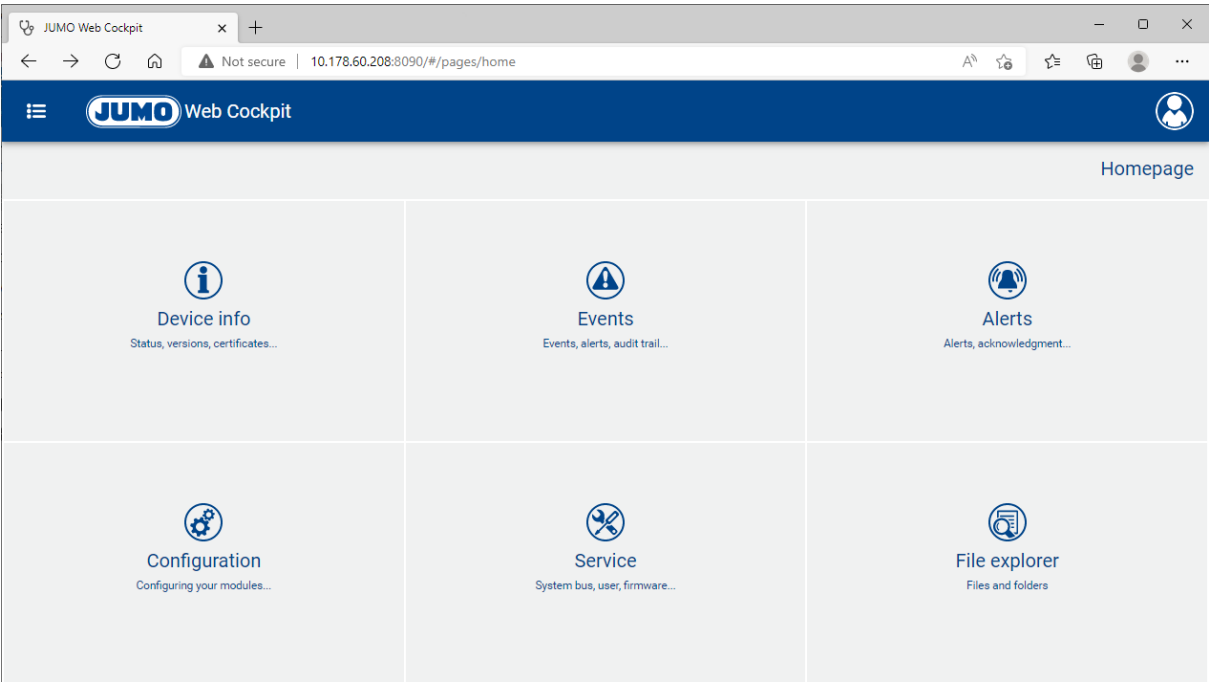 JUMO Web Cockpit
Not secure | 10.178.60.208:8090/#/pages/home
JUMO Web Cockpit
Homepage
Device info
Status, versions, certificates...
Events
Events, alerts, audit trail...
Alerts
Alerts, acknowledgment...
Configuration
Configuring your modules...
Service
System bus, user, firmware...
File explorer
Files and folders